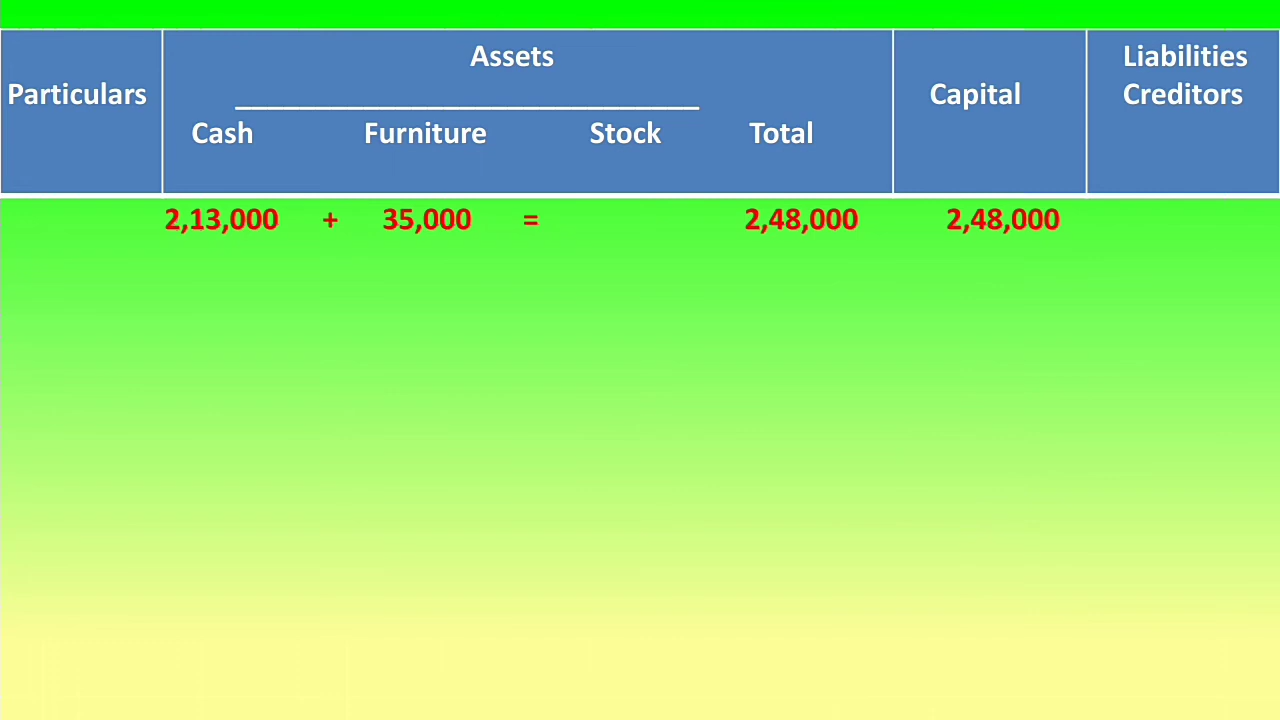 Particulars Assets Capital Liabilities Creditors
Cash Furniture Stock Total
2,13,000 + 35,000 = 2,48,000 2,48,000